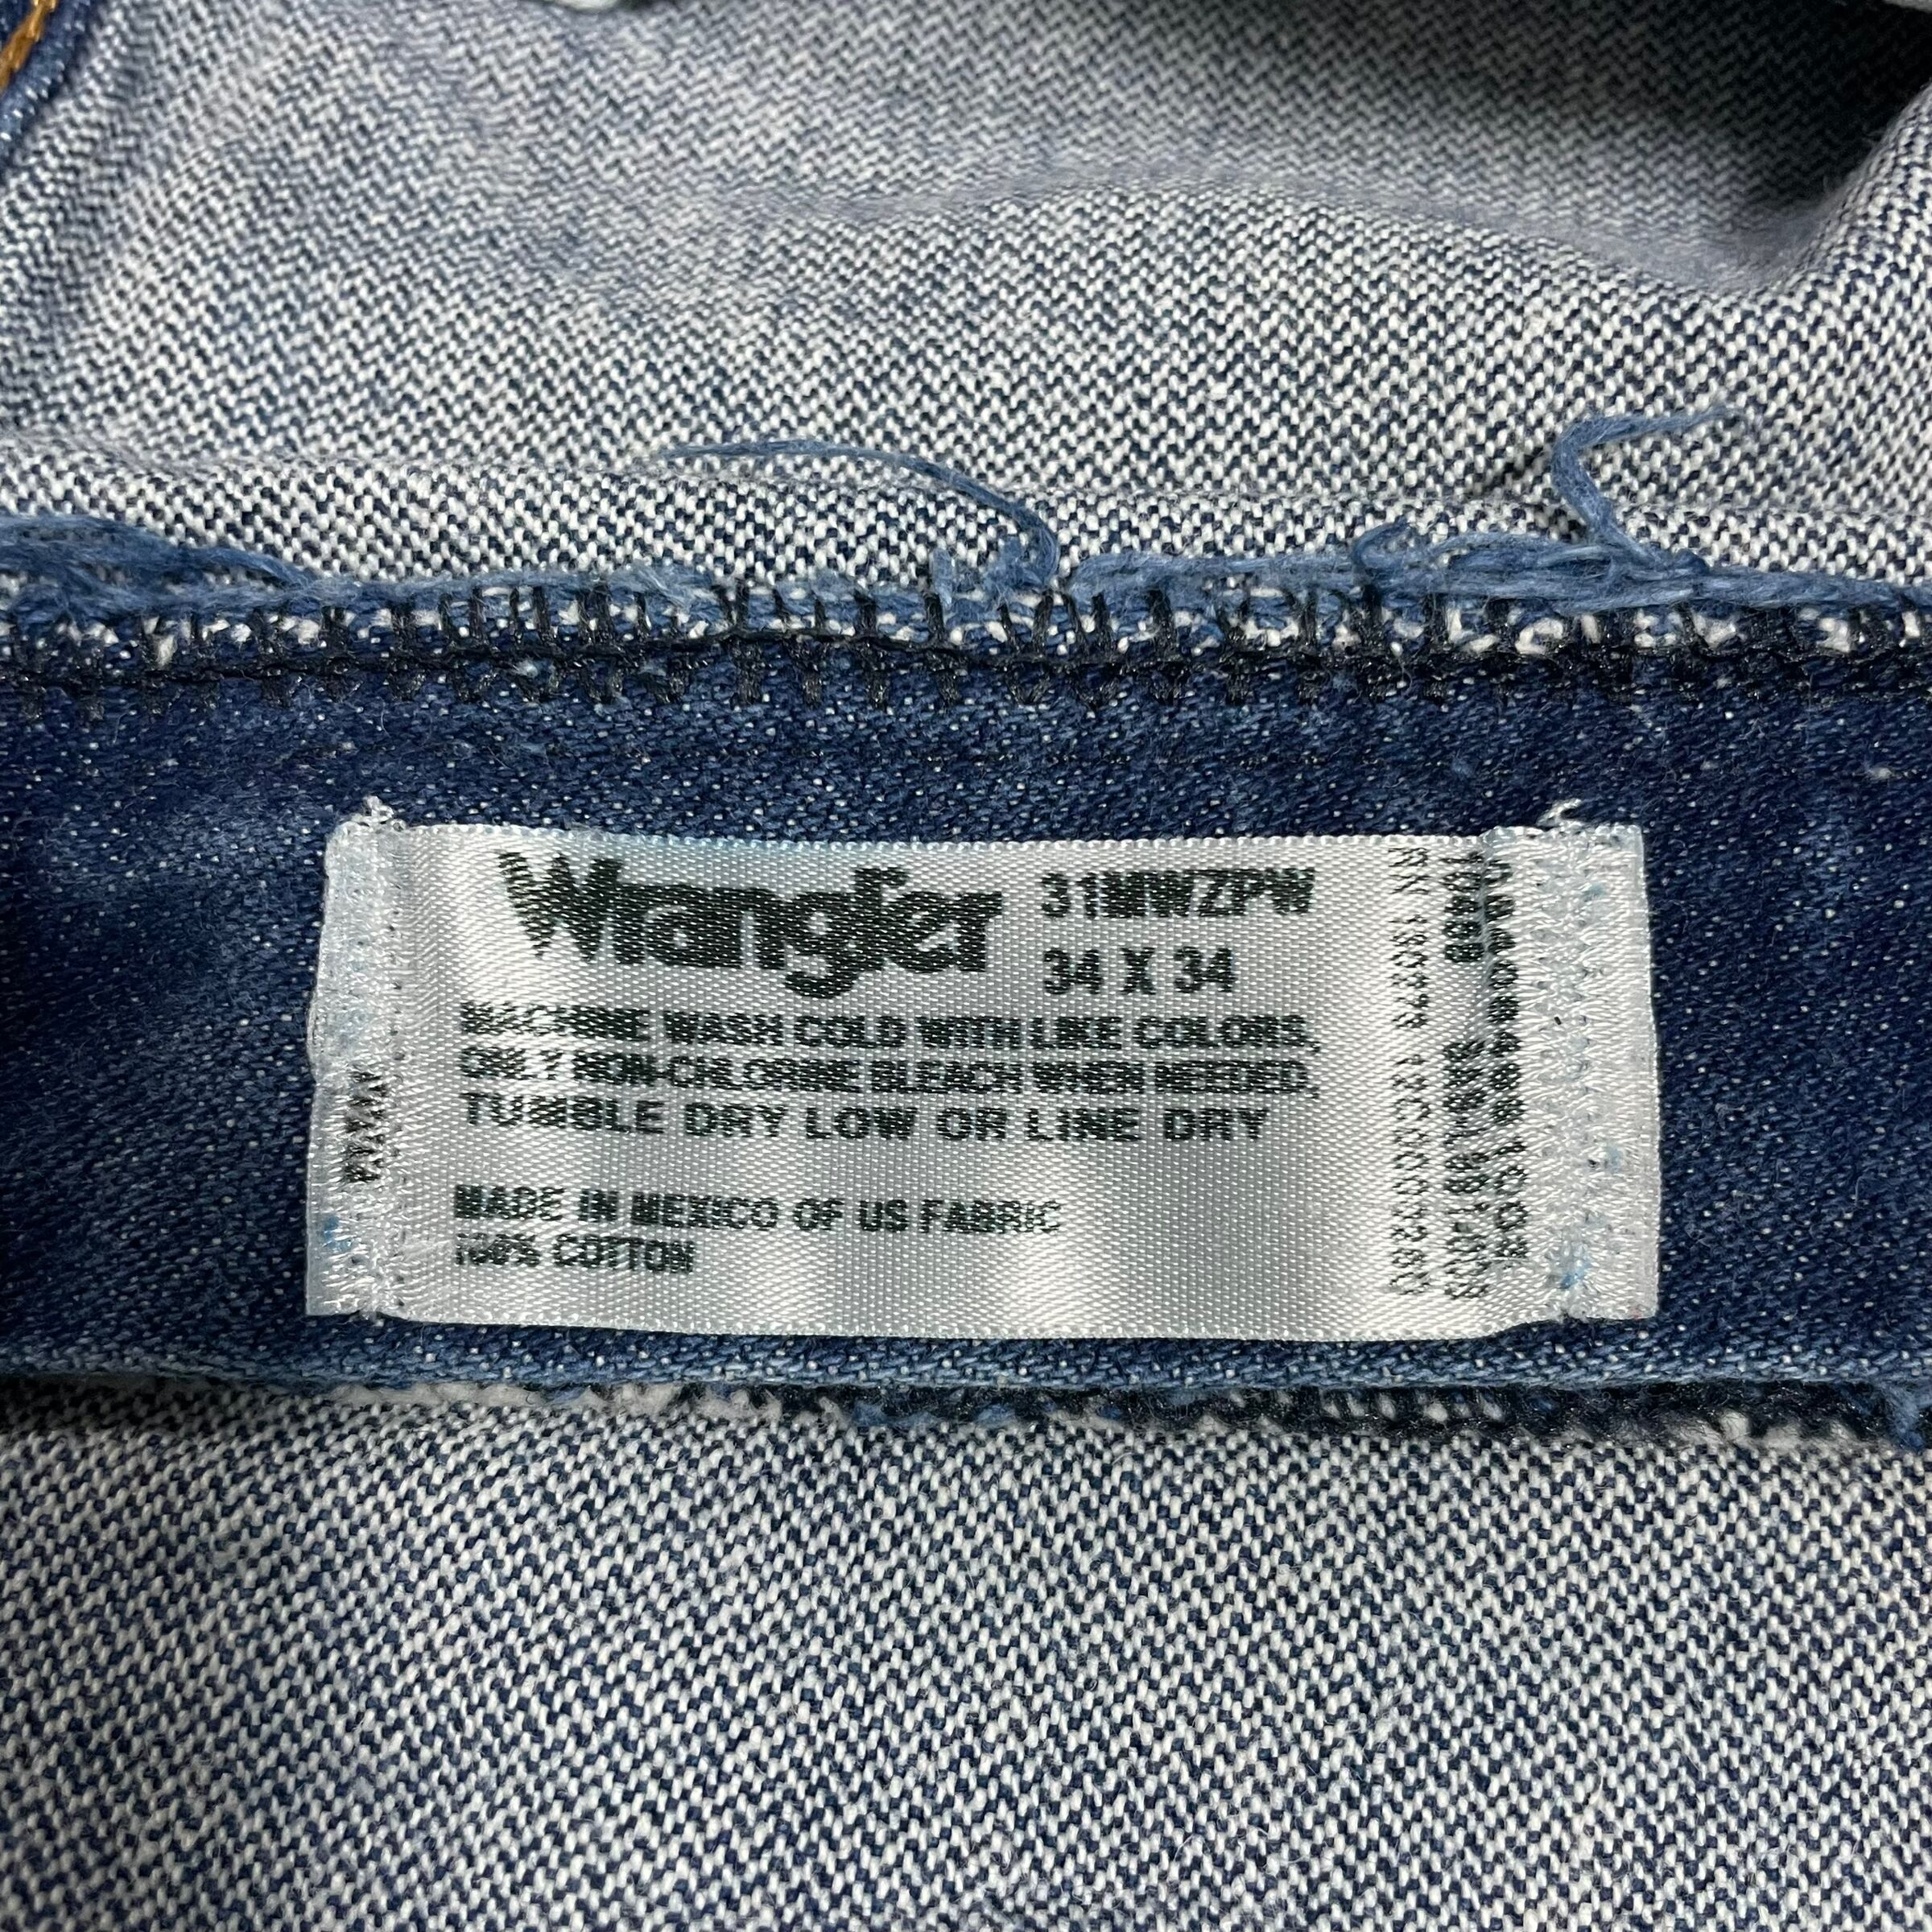 Wrangler
31MWZPW
34 X 34
MACHINE WASH COLD WITH LIKE COLORS,
ONLY NON-CHLORINE BLEACH WHEN NEEDED,
TUMBLE DRY LOW OR LINE DRY
MADE IN MEXICO OF US FABRIC
100% COTTON